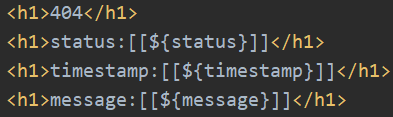 <h1>404</h1>
<h1>status:[[${status}]]</h1>
<h1>timestamp:[[${timestamp}]]</h1>
<h1>message:[[${message}]]</h1>